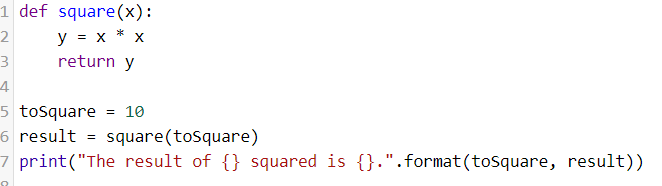 1 def square(x):
2     y = x * x
3     return y
4
5 toSquare = 10
6 result = square(toSquare)
7 print("The result of {} squared is {}.".format(toSquare, result))